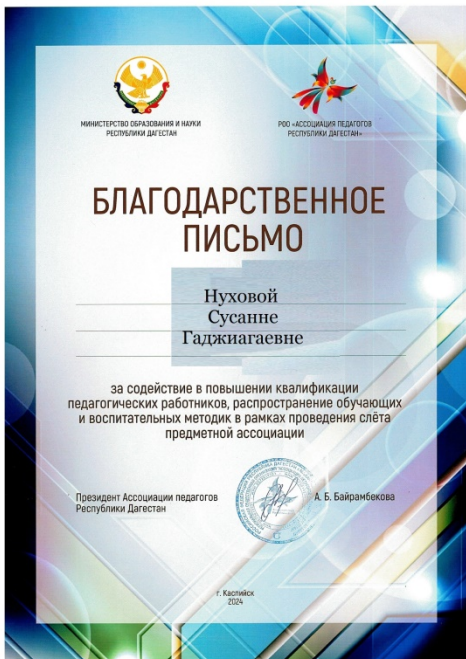 МИНИСТЕРСТВО ОБРАЗОВАНИЯ И НАУКИ
РЕСПУБЛИКИ ДАГЕСТАН
РОО «АССОЦИАЦИЯ ПЕДАГОГОВ
РЕСПУБЛИКИ ДАГЕСТАН»
БЛАГОДАРСТВЕННОЕ
ПИСЬМО
Нуховой
Сусанне
Гаджиагаевне
за содействие в повышении квалификации
педагогических работников, распространение обучающих
и воспитательных методик в рамках проведения слёта
предметной ассоциации
Президент Ассоциации педагогов
Республики Дагестан
А. Б. Байрамбекова
г. Каспийск
2024